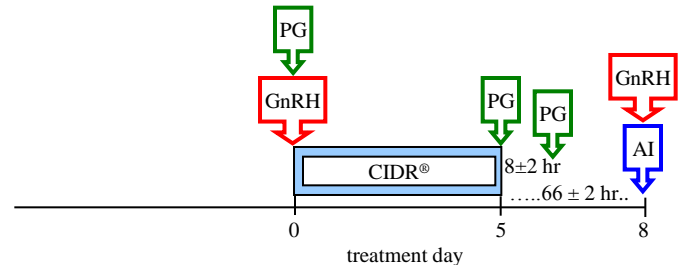 PG
GnRH
GnRH
PG
PG
AI
CIDR®
8±2 hr
…..66 ± 2 hr..
0
5
8
treatment day